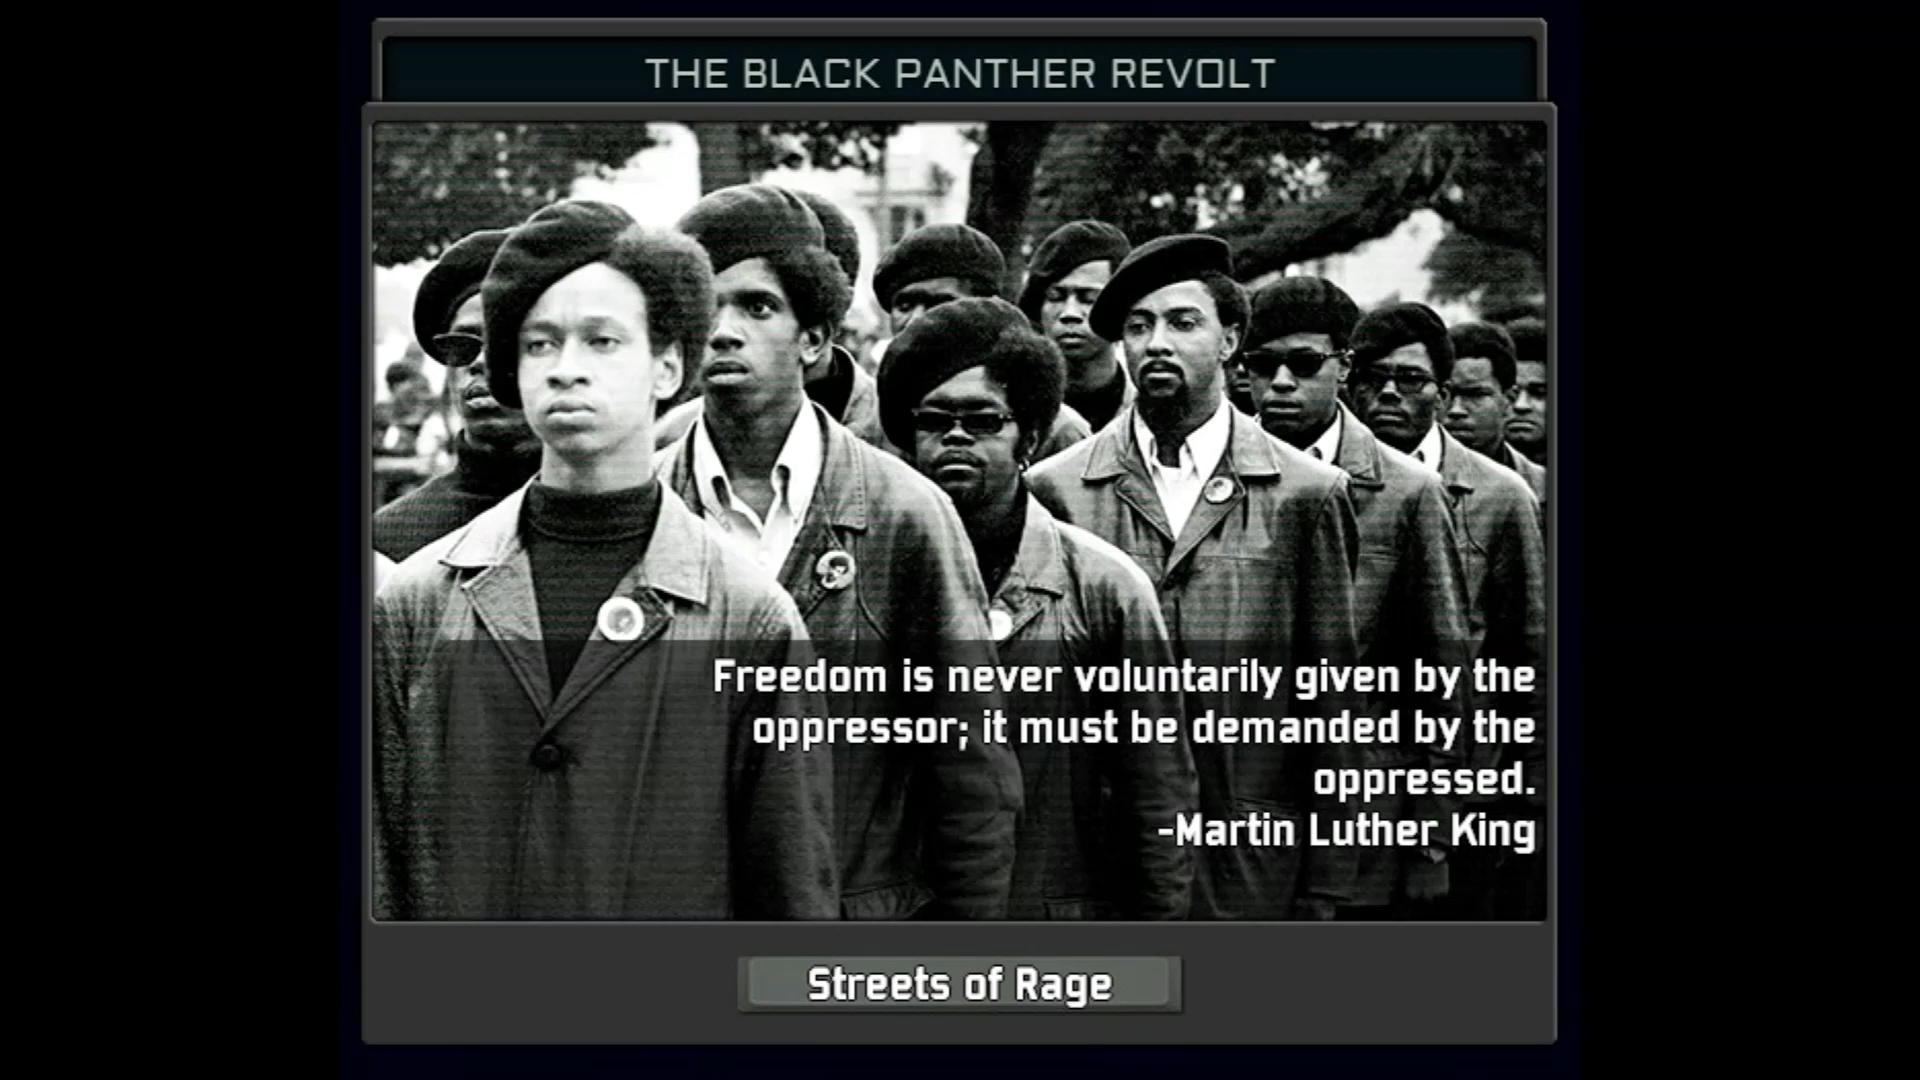 THE BLACK PANTHER REVOLT
Freedom is never voluntarily given by the
oppressor; it must be demanded by the
oppressed.
-Martin Luther King
Streets of Rage